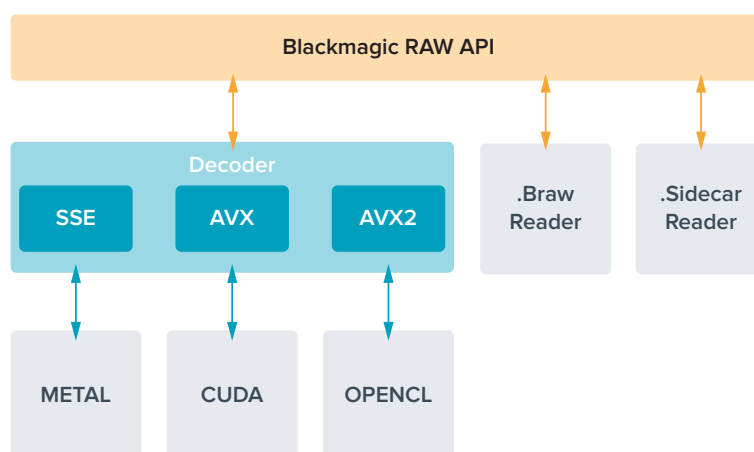 Blackmagic RAW API
Decoder
SSE
AVX
AVX2
.Braw
Reader
.Sidecar
Reader
METAL
CUDA
OPENCL